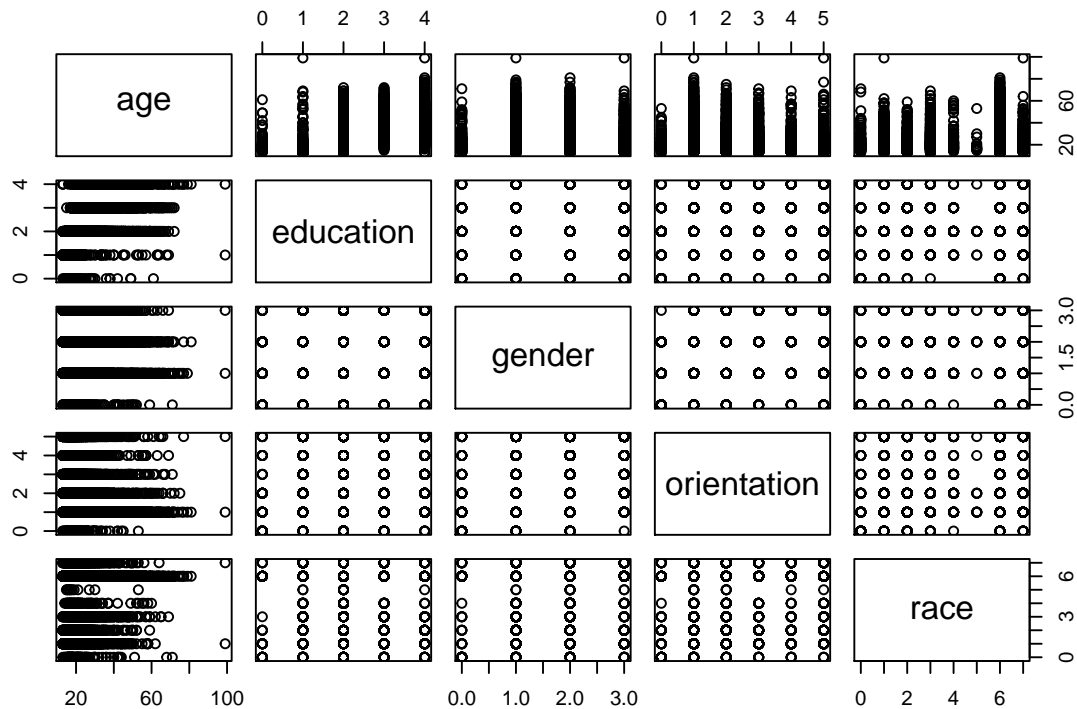 0 1 2 3 4 0 1 2 3 4 5
age 20 60
0 2 4 education
gender 0.0 1.5 3.0
0 2 4 orientation
race 0 3 6
20 60 100 0.0 1.0 2.0 3.0 0 2 4 6